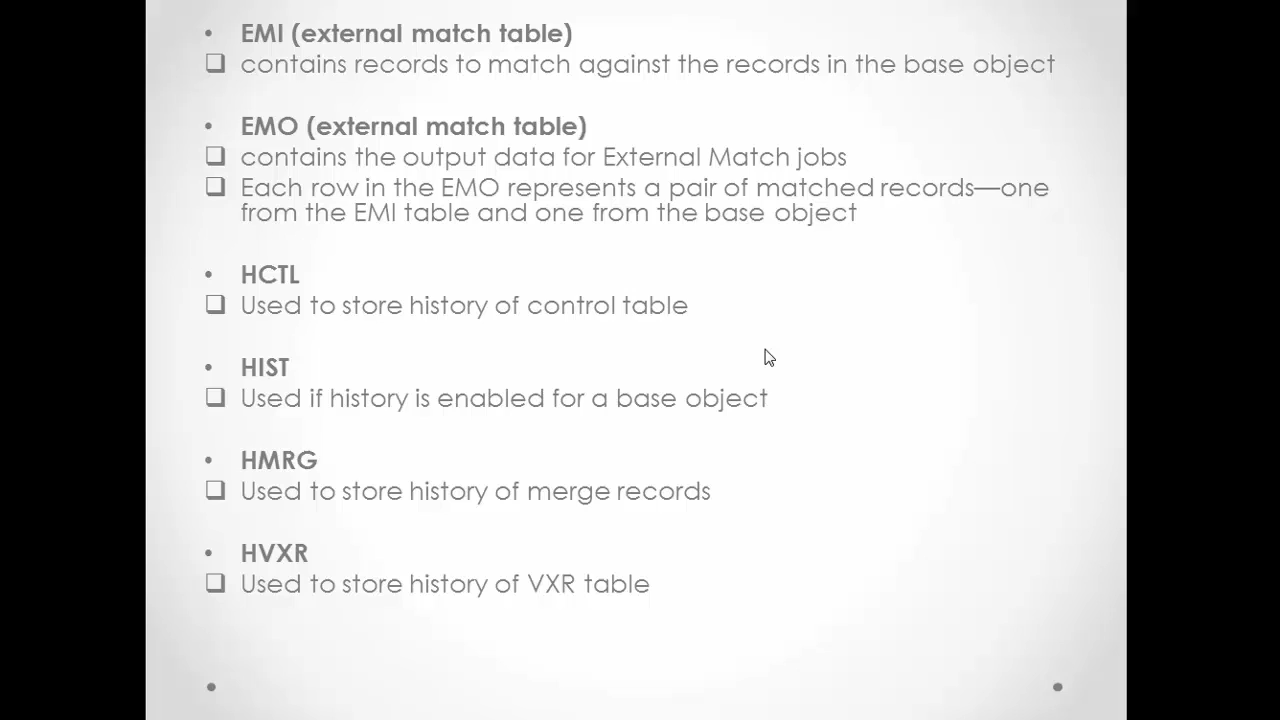 • EMI (external match table)
❑ contains records to match against the records in the base object
• EMO (external match table)
❑ contains the output data for External Match jobs
❑ Each row in the EMO represents a pair of matched records—one
from the EMI table and one from the base object
• HCTL
❑ Used to store history of control table
• HIST
❑ Used if history is enabled for a base object
• HMRG
❑ Used to store history of merge records
• HVXR
❑ Used to store history of VXR table